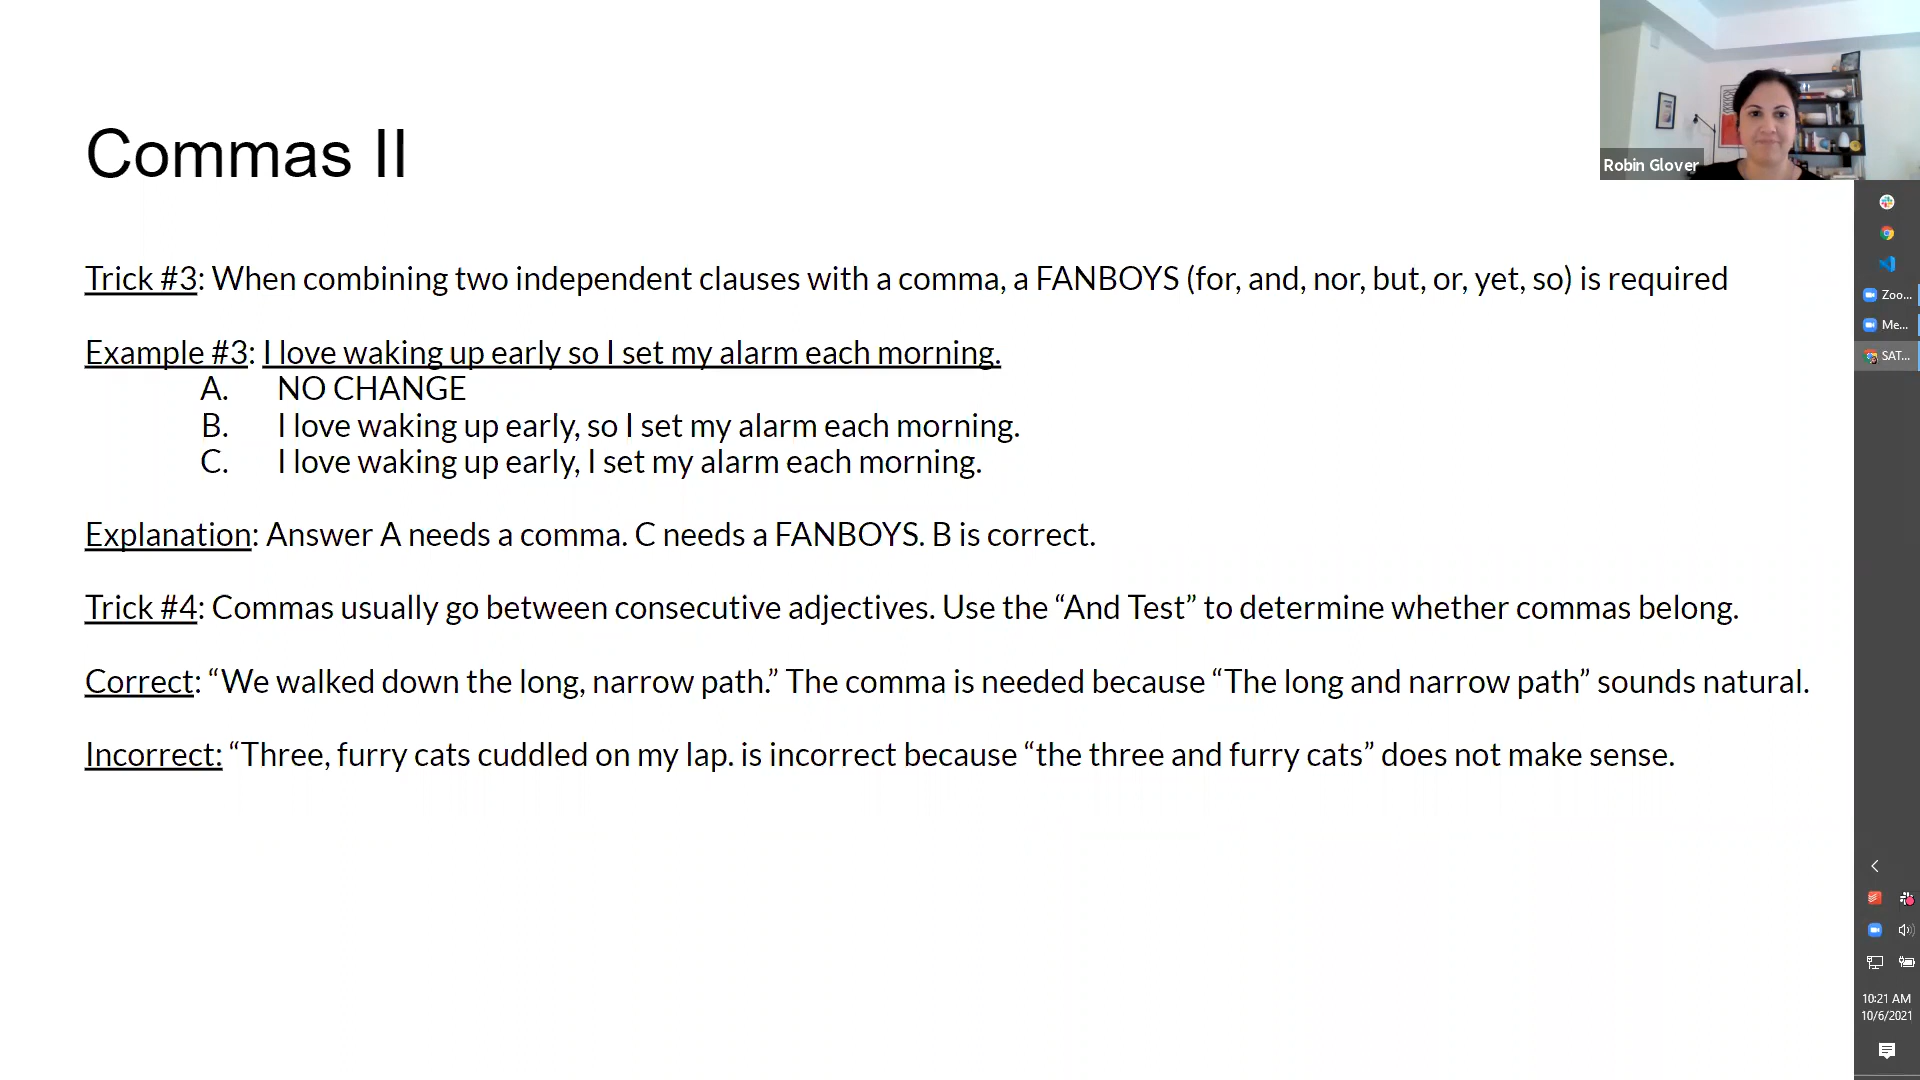 Commas II
Robin Glover
Trick #3: When combining two independent clauses with a comma, a FANBOYS (for, and, nor, but, or, yet, so) is required
Example #3: I love waking up early so I set my alarm each morning.
A. NO CHANGE
B. I love waking up early, so I set my alarm each morning.
C. I love waking up early, I set my alarm each morning.
Explanation: Answer A needs a comma. C needs a FANBOYS. B is correct.
Trick #4: Commas usually go between consecutive adjectives. Use the “And Test” to determine whether commas belong.
Correct: “We walked down the long, narrow path.” The comma is needed because “The long and narrow path” sounds natural.
Incorrect: “Three, furry cats cuddled on my lap. is incorrect because “the three and furry cats” does not make sense.
Zoo...
Me...
SAT...
10:21 AM
10/6/2021